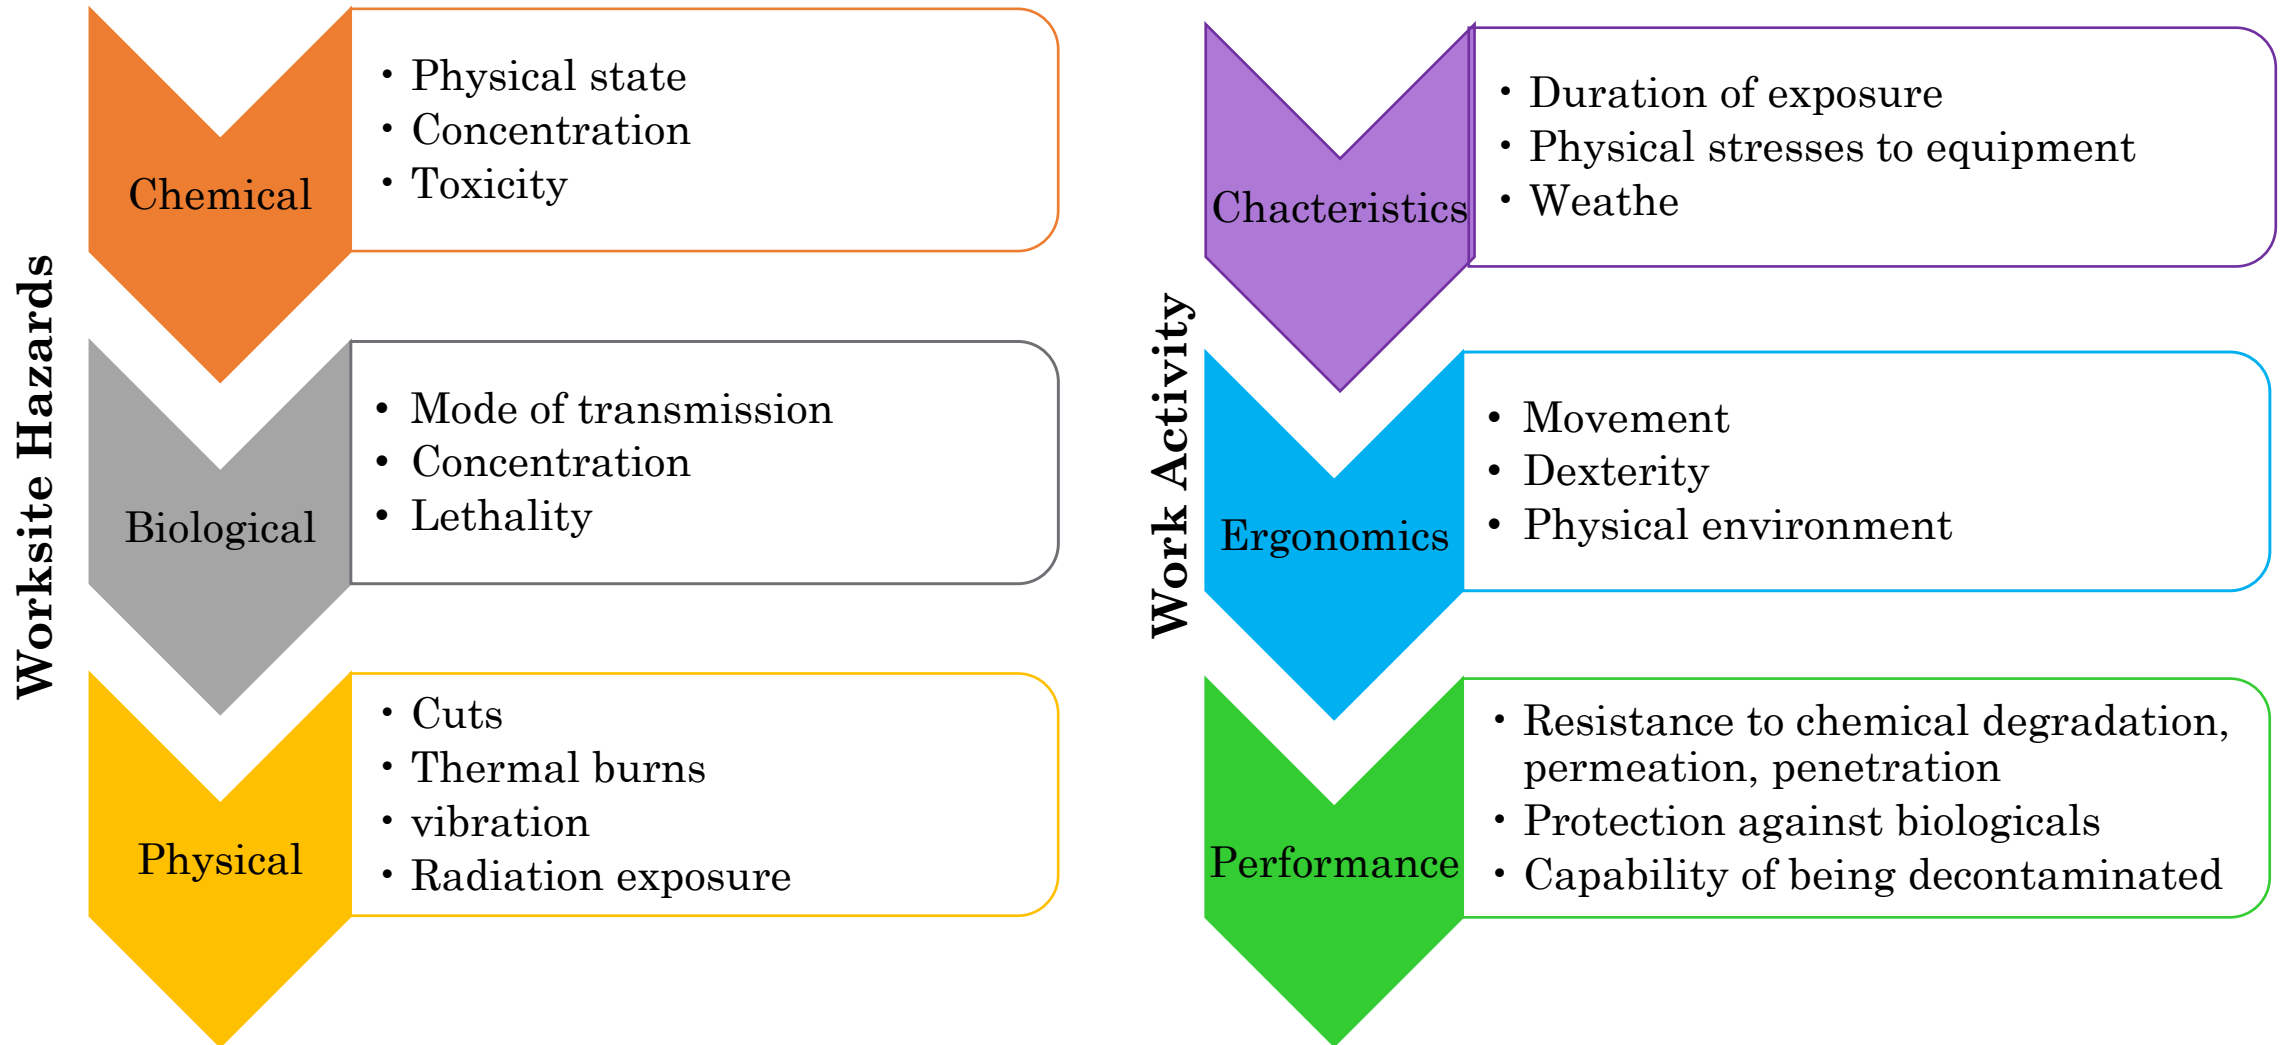 Worksite Hazards
Chemical
• Physical state
• Concentration
• Toxicity
Biological
• Mode of transmission
• Concentration
• Lethality
Physical
• Cuts
• Thermal burns
• vibration
• Radiation exposure
Work Activity
Chacteristics
• Duration of exposure
• Physical stresses to equipment
• Weathe
Ergonomics
• Movement
• Dexterity
• Physical environment
Performance
• Resistance to chemical degradation,
permeation, penetration
• Protection against biologicals
• Capability of being decontaminated